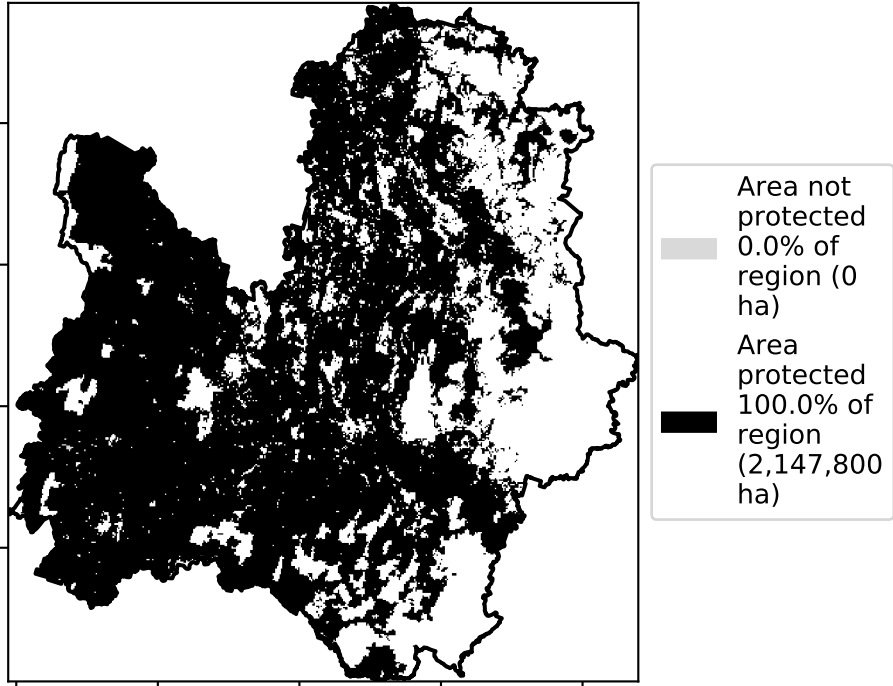 Area not
protected
0.0% of
region (0
ha)
Area
protected
100.0% of
region
(2,147,800
ha)